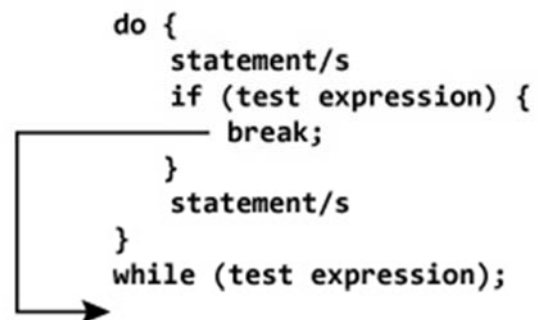 do {
statement/s
if (test expression) {
break;
}
statement/s
}
while (test expression);